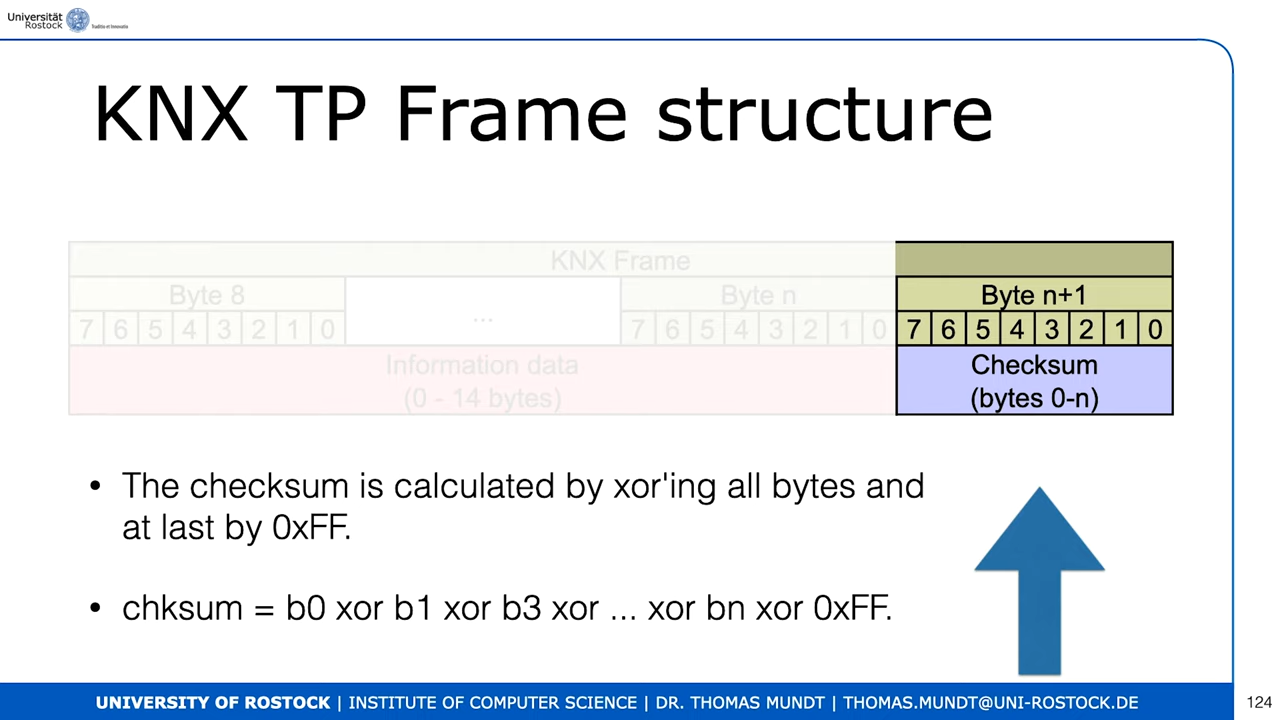 Universität
Rostock
Traditio et Innovatio
KNX TP Frame structure
KNX Frame
Byte 8 ... Byte n Byte n+1
7 6 5 4 3 2 1 0 7 6 5 4 3 2 1 0 7 6 5 4 3 2 1 0
Information data Checksum
(0 - 14 bytes) (bytes 0-n)
• The checksum is calculated by xor'ing all bytes and
at last by 0xFF.
• chksum = b0 xor b1 xor b3 xor ... xor bn xor 0xFF.
UNIVERSITY OF ROSTOCK | INSTITUTE OF COMPUTER SCIENCE | DR. THOMAS MUNDT | THOMAS.MUNDT@UNI-ROSTOCK.DE 124